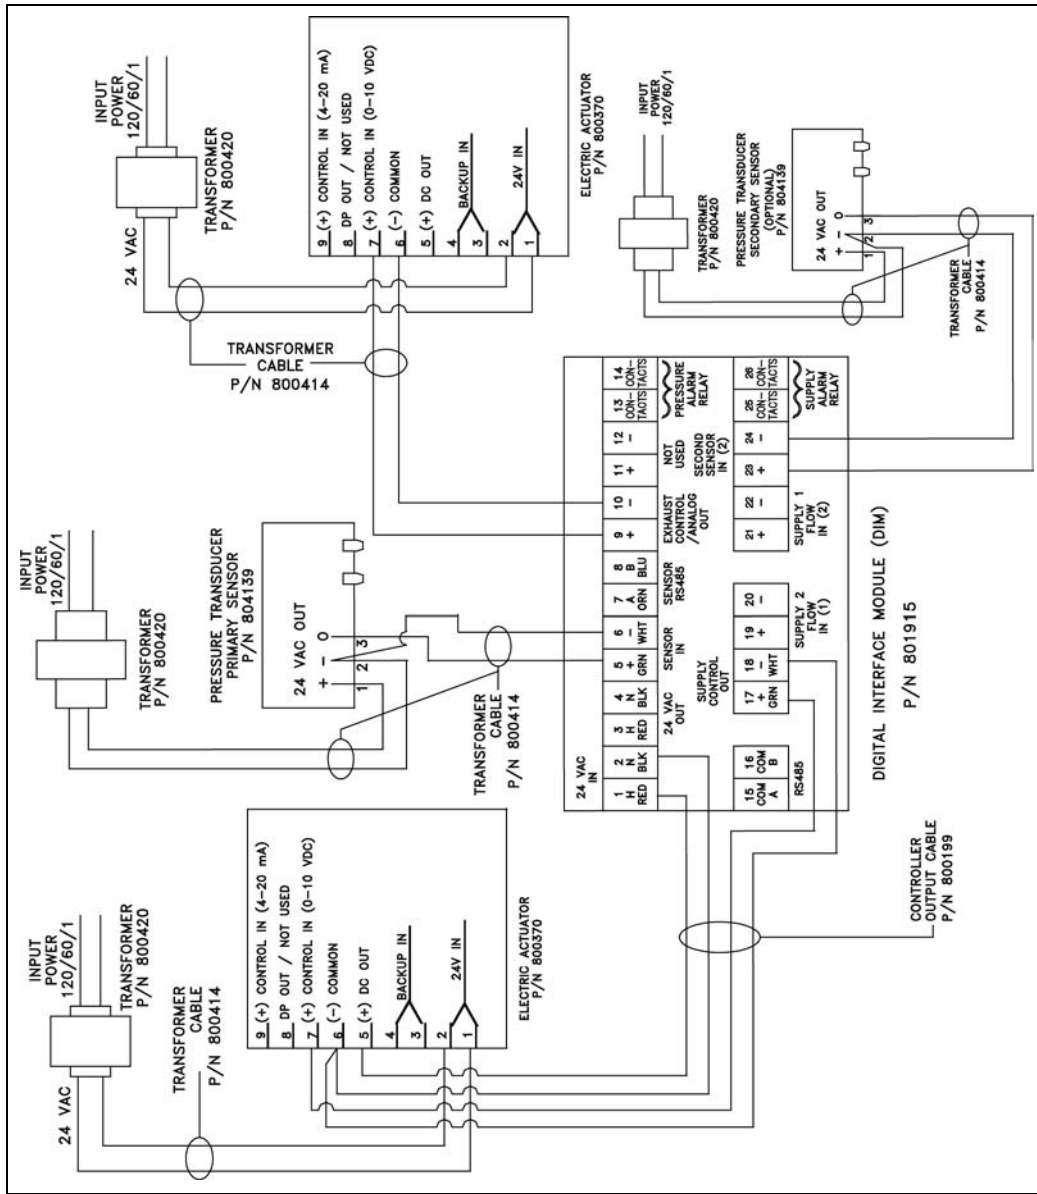 INPUT
POWER
120/60/1
24 VAC
TRANSFORMER
P/N 800420
9 (+) CONTROL IN (4-20 mA)
8 DP OUT / NOT USED
7 (+) CONTROL IN (0-10 VDC)
6 (-) COMMON
5 (+) DC OUT
4
3
BACKUP IN
2
1
24V IN
ELECTRIC ACTUATOR
P/N 800370
TRANSFORMER
CABLE
P/N 800414
INPUT
POWER
120/60/1
TRANSFORMER
P/N 800420
PRESSURE TRANSDUCER
SECONDARY SENSOR
(OPTIONAL)
P/N 804139
24 VAC OUT
+ - O
1 2 3
TRANSFORMER
CABLE
P/N 800414
INPUT
POWER
120/60/1
TRANSFORMER
P/N 800420
PRESSURE TRANSDUCER
PRIMARY SENSOR
P/N 804139
24 VAC OUT
+ - O
1 2 3
TRANSFORMER
CABLE
P/N 800414
24 VAC
IN
1 H RED
2 N BLK
3 H RED
4 N BLK
5 + GRN
6 - WHT
7 A ORN
8 B BLU
9 +
10 -
11 +
12 -
13 CON-TACTS
14 CON-TACTS
24 VAC
OUT
SENSOR
IN
SENSOR
RS485
EXHAUST
CONTROL
/ANALOG
OUT
NOT
USED
PRESSURE
ALARM
RELAY
SUPPLY
CONTROL
OUT
SECOND
SENSOR
IN (2)
15 COM A
16 COM B
17 + GRN
18 - WHT
19 +
20 -
21 +
22 -
23 +
24 -
25 CON-TACTS
26 CON-TACTS
RS485
SUPPLY 2
FLOW
IN (1)
SUPPLY 1
FLOW
IN (2)
SUPPLY
ALARM
RELAY
DIGITAL INTERFACE MODULE (DIM)
P/N 801915
INPUT
POWER
120/60/1
24 VAC
TRANSFORMER
P/N 800420
TRANSFORMER
CABLE
P/N 800414
9 (+) CONTROL IN (4-20 mA)
8 DP OUT / NOT USED
7 (+) CONTROL IN (0-10 VDC)
6 (-) COMMON
5 (+) DC OUT
4
3
BACKUP IN
2
1
24V IN
ELECTRIC ACTUATOR
P/N 800370
CONTROLLER
OUTPUT CABLE
P/N 800199